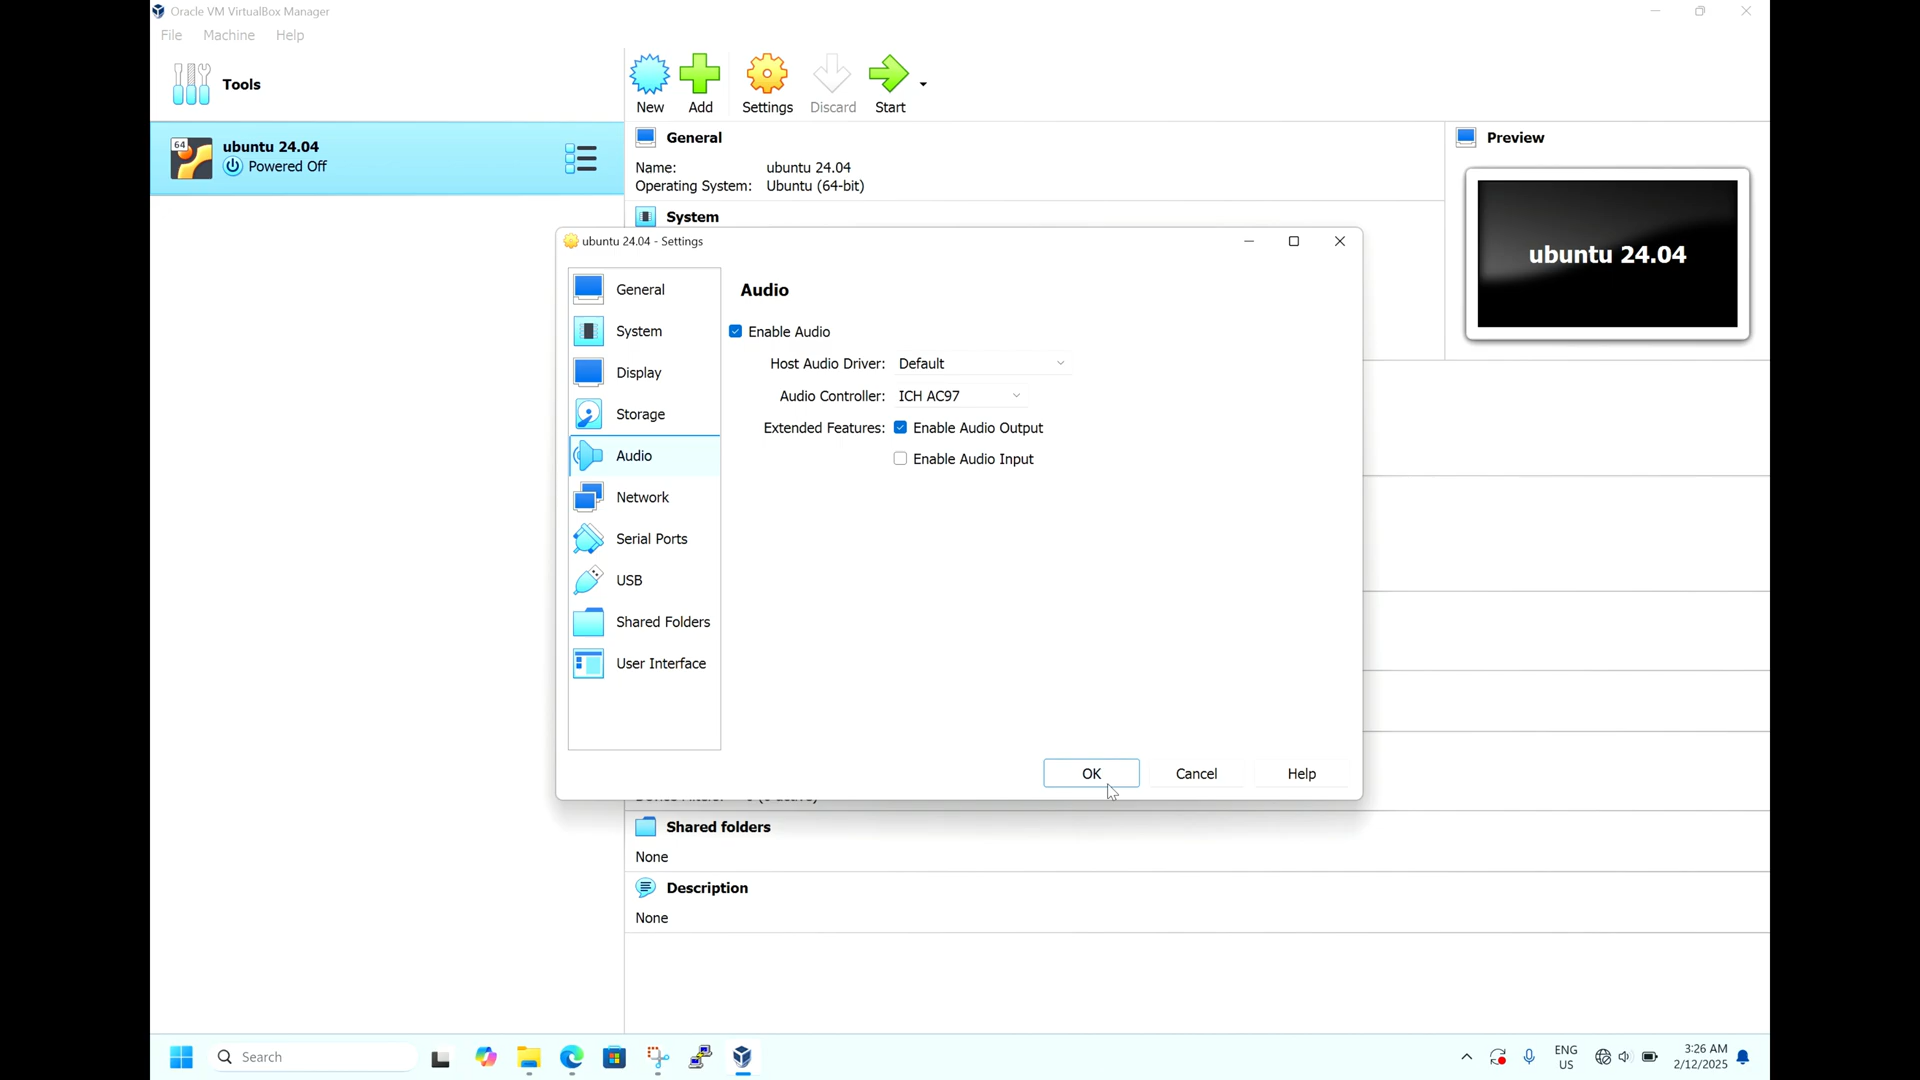 Oracle VM VirtualBox Manager
File Machine Help
Tools
New Add Settings Discard Start
64
ubuntu 24.04
Powered Off
General
Name: ubuntu 24.04
Operating System: Ubuntu (64-bit)
System
Preview
ubuntu 24.04
ubuntu 24.04 - Settings
General
System
Display
Storage
Audio
Network
Serial Ports
USB
Shared Folders
User Interface
Audio
Enable Audio
Host Audio Driver: Default
Audio Controller: ICH AC97
Extended Features: Enable Audio Output
Enable Audio Input
OK Cancel Help
Shared folders
None
Description
None
Search
ENG
US
3:26 AM
2/12/2025